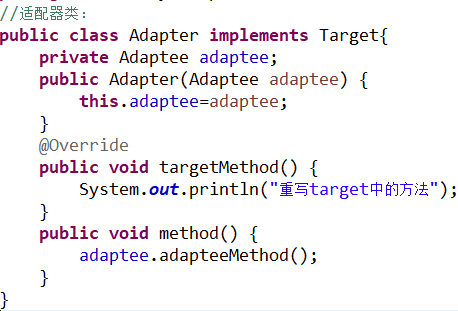 //适配器类:
public class Adapter implements Target{
    private Adaptee adaptee;
    public Adapter(Adaptee adaptee) {
        this.adaptee=adaptee;
    }
    @Override
    public void targetMethod() {
        System.out.println("重写target中的方法");
    }
    public void method() {
        adaptee.adapteeMethod();
    }
}